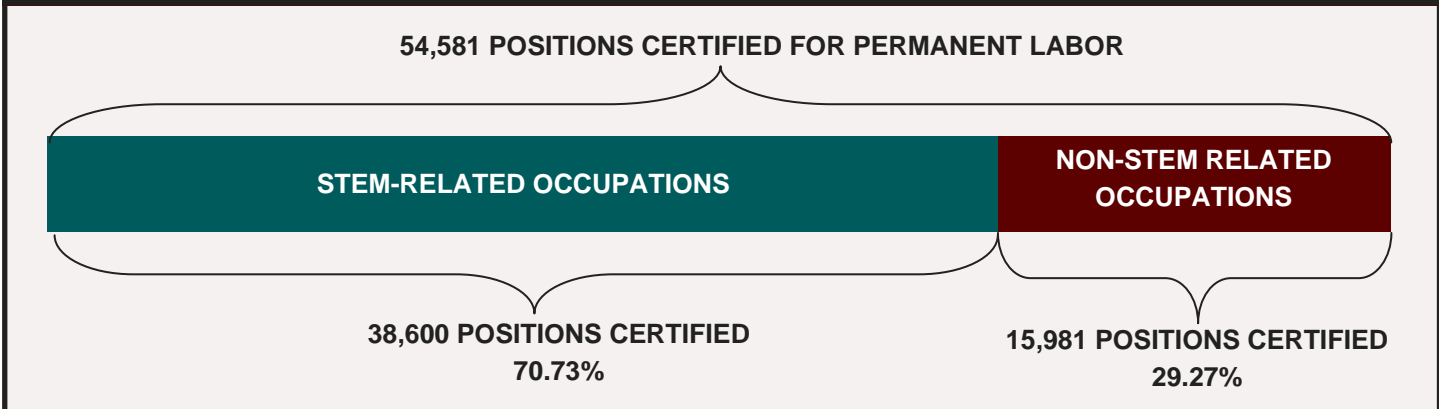 54,581 POSITIONS CERTIFIED FOR PERMANENT LABOR
STEM-RELATED OCCUPATIONS
NON-STEM RELATED
OCCUPATIONS
38,600 POSITIONS CERTIFIED
70.73%
15,981 POSITIONS CERTIFIED
29.27%